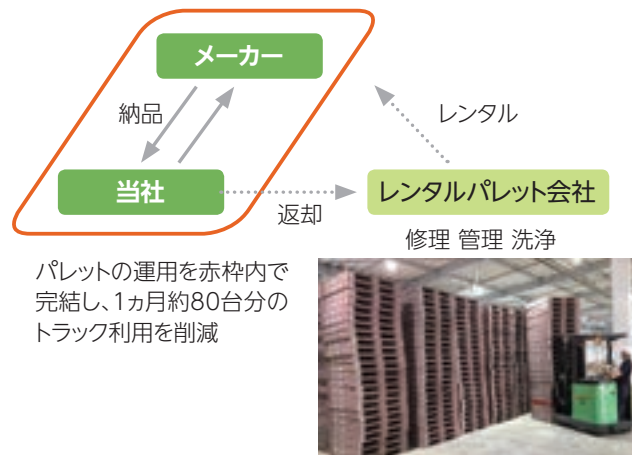 メーカー
納品
レンタル
当社
返却
レンタルパレット会社
修理 管理 洗浄
パレットの運用を赤枠内で
完結し、1ヵ月約80台分の
トラック利用を削減